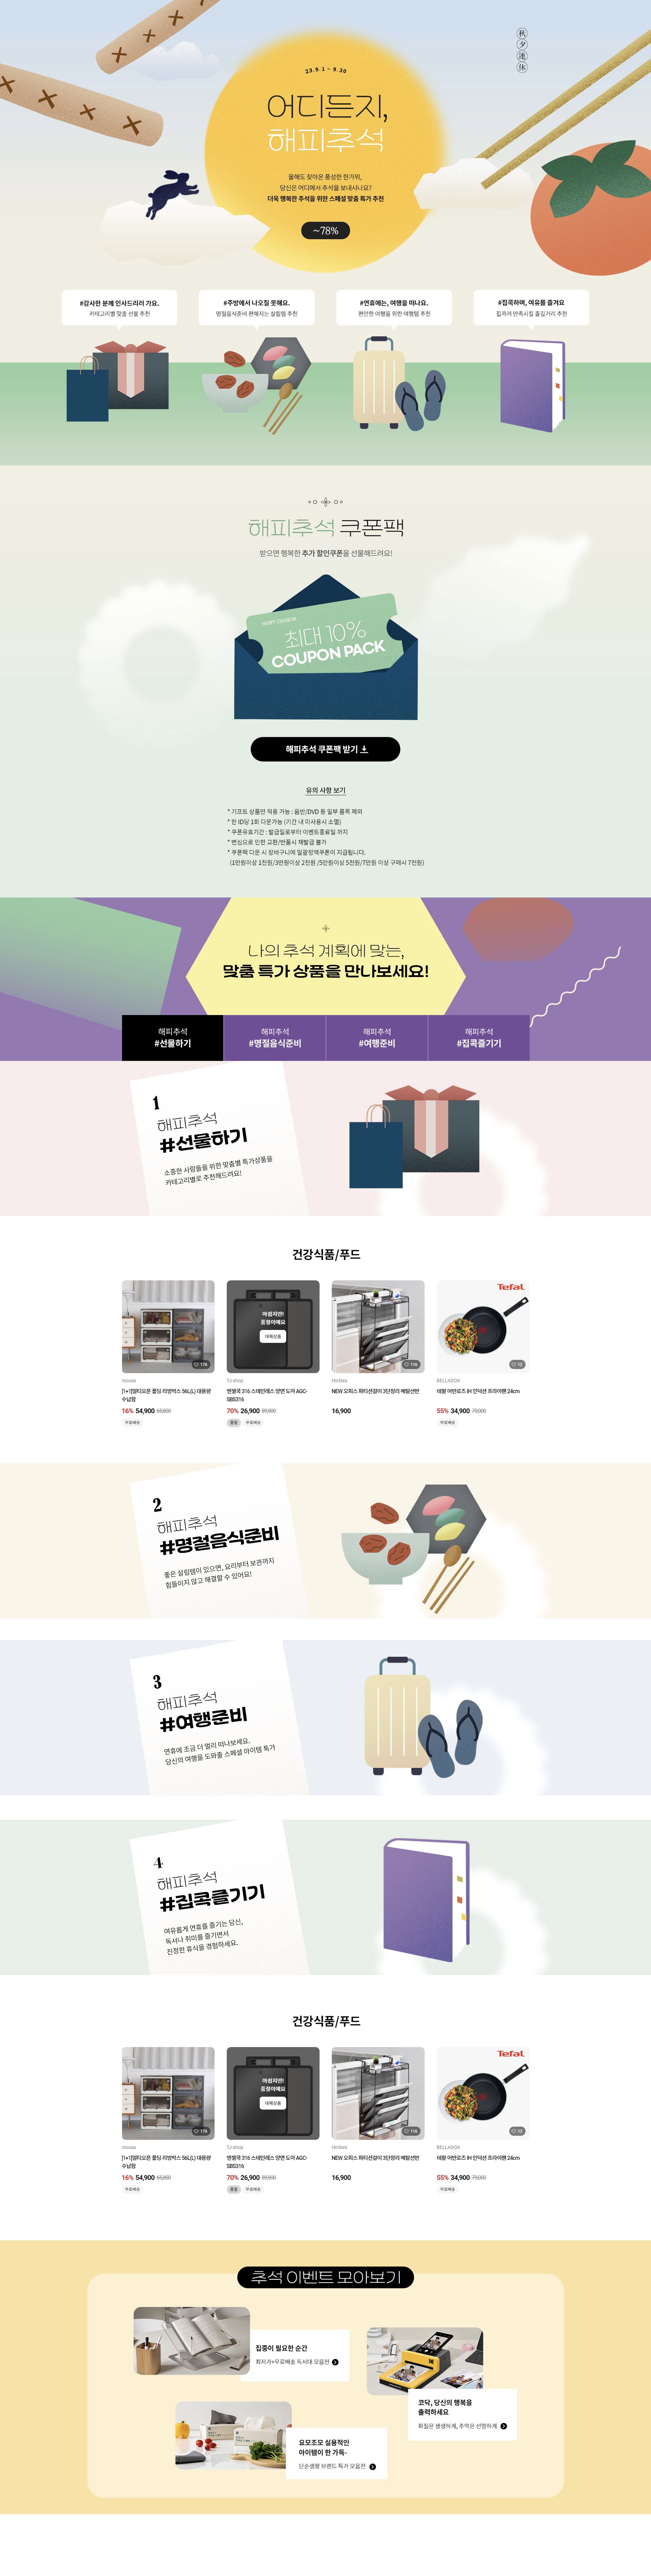 23.9.1 ~ 9.30
秋夕連休
어디든지,
해피추석
올해도 찾아온 풍성한 한가위,
당신은 어디에서 추석을 보내시나요?
더욱 행복한 추석을 위한 스페셜 맞춤 특가 추천
~78%
#감사한 분께 인사드리러 가요.
카테고리별 맞춤 선물 추천
#주방에서 나오질 못해요.
명절음식준비 편해지는 살림템 추천
#연휴에는, 여행을 떠나요.
편안한 여행을 위한 여행템 추천
#집콕하며, 여유를 즐겨요
집콕러 만족시킬 즐길거리 추천
해피추석 쿠폰팩
받으면 행복한 추가 할인쿠폰을 선물해드려요!
HAPPY CHUSEOK
최대 10%
COUPON PACK
해피추석 쿠폰팩 받기
유의 사항 보기
* 기프트 상품만 적용 가능 : 음반/DVD 등 일부 품목 제외
* 한 ID당 1회 다운가능 (기간 내 미사용시 소멸)
* 쿠폰유효기간 : 발급일로부터 이벤트종료일 까지
* 변심으로 인한 교환/반품시 재발급 불가
* 쿠폰팩 다운 시 장바구니에 일괄정액쿠폰이 지급됩니다.
(1만원이상 1천원/3만원이상 2천원 /5만원이상 5천원/7만원 이상 구매시 7천원)
나의 추석 계획에 맞는,
맞춤 특가 상품을 만나보세요!
해피추석
#선물하기
해피추석
#명절음식준비
해피추석
#여행준비
해피추석
#집콕즐기기
1
해피추석
#선물하기
소중한 사람들을 위한 맞춤별 특가상품을
카테고리별로 추천해드려요!
건강식품/푸드
176
아쉽지만!
품절이에요
대체상품
116
Tefal
13
mooas
[1+1]멀티오픈 폴딩 리빙박스 56L(L) 대용량
수납함
16% 54,900 65,800
무료배송
TJ-shop
앤젤쿡 316 스테인레스 양면 도마 AGC-
SBS316
70% 26,900 89,900
품절 무료배송
Hickies
NEW 오피스 파티션걸이 3단정리 메탈선반
16,900
BELLADOX
테팔 어반로즈 IH 인덕션 프라이팬 24cm
55% 34,900 79,000
무료배송
2
해피추석
#명절음식준비
좋은 살림템이 있으면, 요리부터 보관까지
힘들이지 않고 해결할 수 있어요!
3
해피추석
#여행준비
연휴에 조금 더 멀리 떠나보세요.
당신의 여행을 도와줄 스페셜 아이템 특가
4
해피추석
#집콕즐기기
여유롭게 연휴를 즐기는 당신,
독서나 취미를 즐기면서
진정한 휴식을 경험하세요.
건강식품/푸드
176
아쉽지만!
품절이에요
대체상품
116
Tefal
13
mooas
[1+1]멀티오픈 폴딩 리빙박스 56L(L) 대용량
수납함
16% 54,900 65,800
무료배송
TJ-shop
앤젤쿡 316 스테인레스 양면 도마 AGC-
SBS316
70% 26,900 89,900
품절 무료배송
Hickies
NEW 오피스 파티션걸이 3단정리 메탈선반
16,900
BELLADOX
테팔 어반로즈 IH 인덕션 프라이팬 24cm
55% 34,900 79,000
무료배송
추석 이벤트 모아보기
집중이 필요한 순간
최저가+무료배송 독서대 모음전
코닥, 당신의 행복을
출력하세요
화질은 생생하게, 추억은 선명하게
요모조모 실용적인
아이템이 한 가득-
단순생활 브랜드 특가 모음전